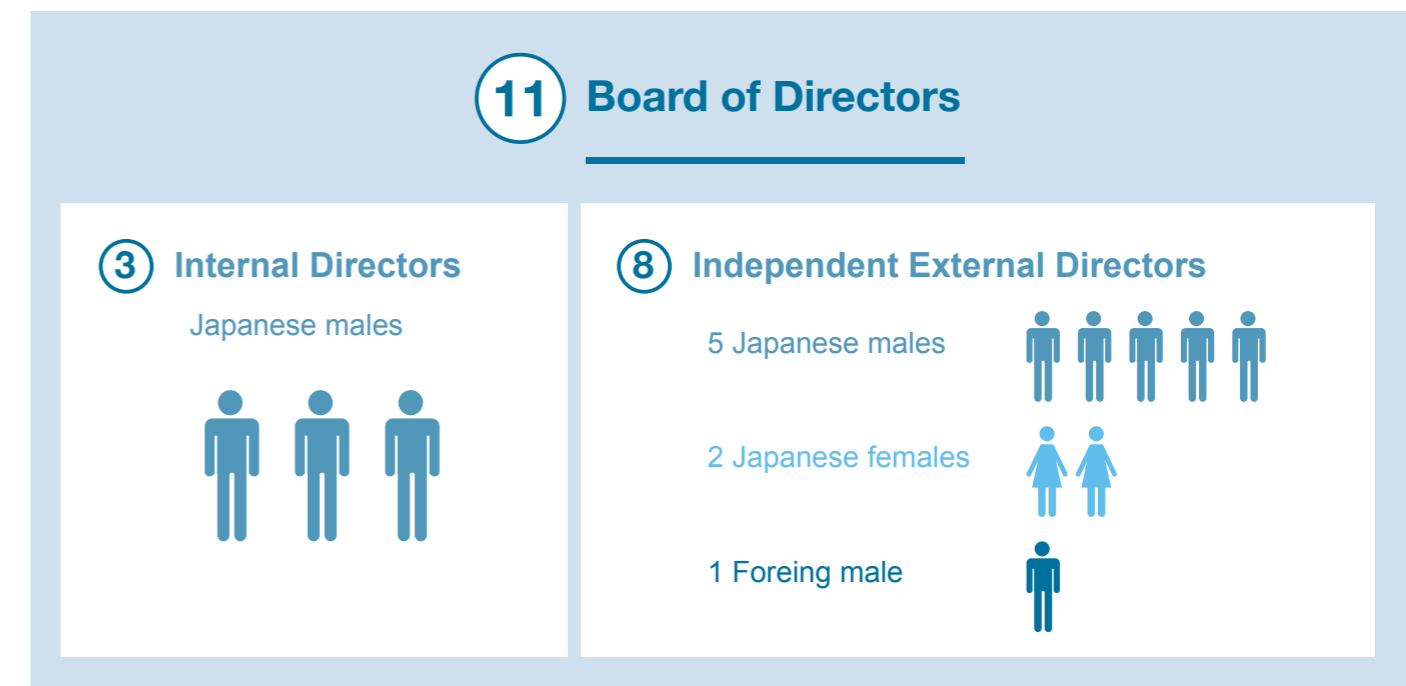 11 Board of Directors
3 Internal Directors
Japanese males
8 Independent External Directors
5 Japanese males
2 Japanese females
1 Foreing male